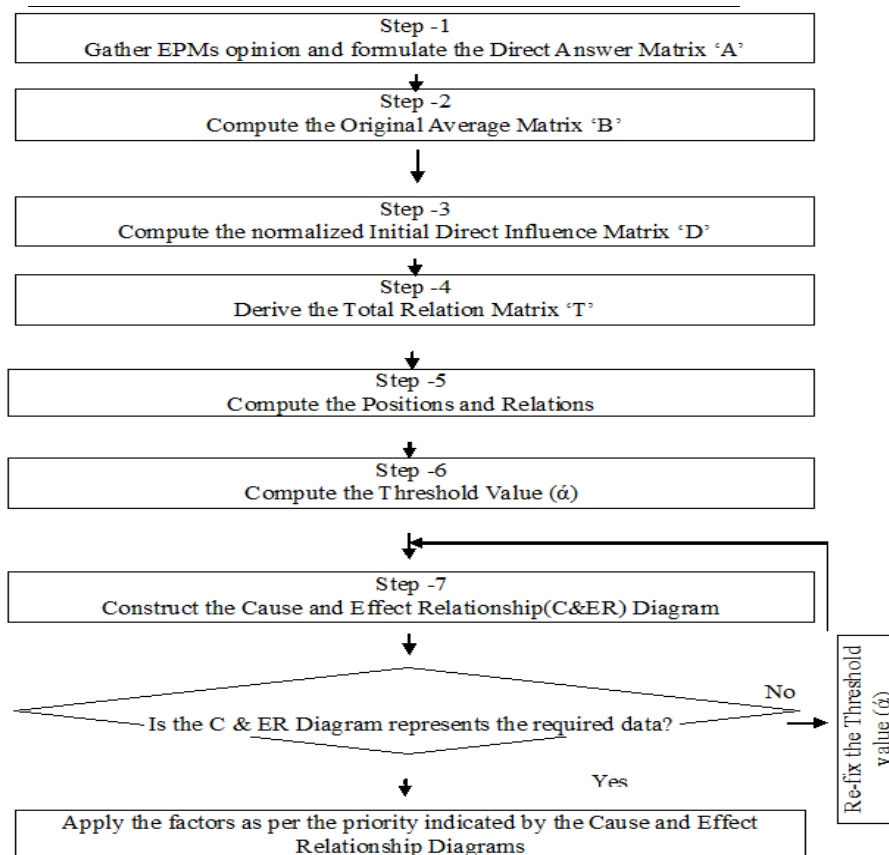 Step -1
Gather EPMs opinion and formulate the Direct Answer Matrix ‘A’
Step -2
Compute the Original Average Matrix ‘B’
Step -3
Compute the normalized Initial Direct Influence Matrix ‘D’
Step -4
Derive the Total Relation Matrix ‘T’
Step -5
Compute the Positions and Relations
Step -6
Compute the Threshold Value (ά)
Step -7
Construct the Cause and Effect Relationship(C&ER) Diagram
No
Is the C & ER Diagram represents the required data?
Re-fix the Threshold
value (ά)
Yes
Apply the factors as per the priority indicated by the Cause and Effect
Relationship Diagrams